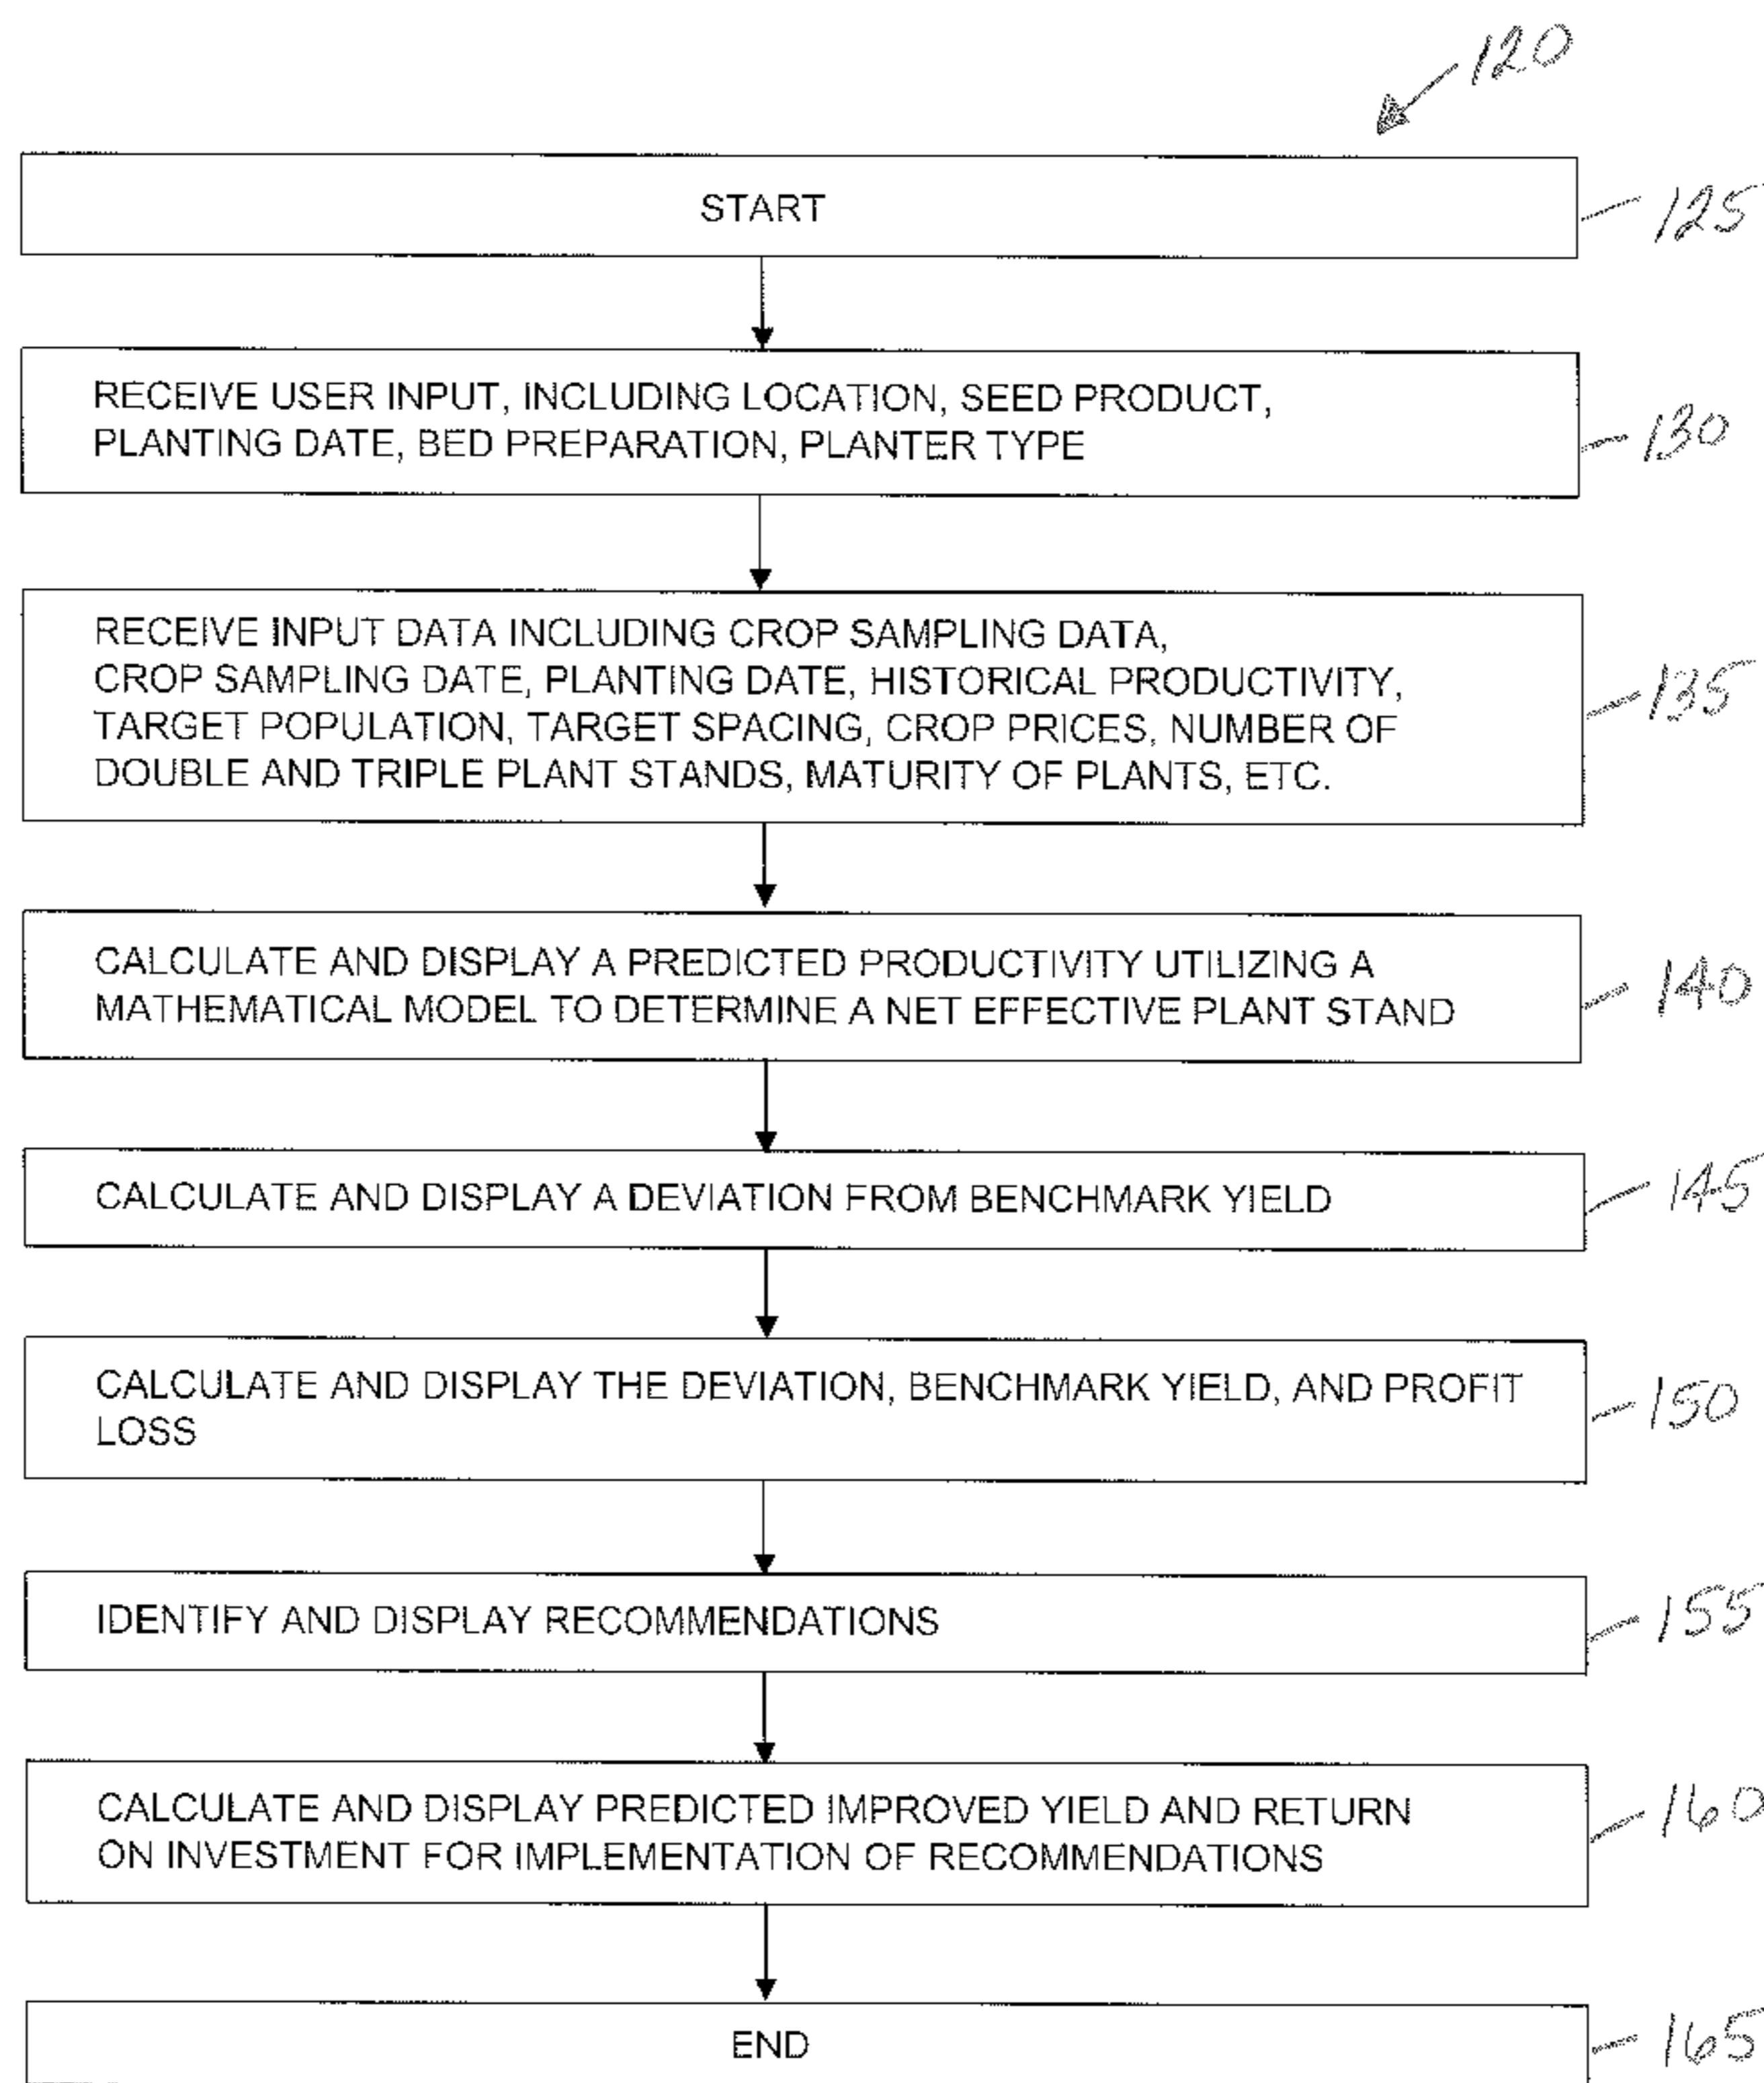 120
START
125
RECEIVE USER INPUT, INCLUDING LOCATION, SEED PRODUCT,
PLANTING DATE, BED PREPARATION, PLANTER TYPE
130
RECEIVE INPUT DATA INCLUDING CROP SAMPLING DATA,
CROP SAMPLING DATE, PLANTING DATE, HISTORICAL PRODUCTIVITY,
TARGET POPULATION, TARGET SPACING, CROP PRICES, NUMBER OF
DOUBLE AND TRIPLE PLANT STANDS, MATURITY OF PLANTS, ETC.
135
CALCULATE AND DISPLAY A PREDICTED PRODUCTIVITY UTILIZING A
MATHEMATICAL MODEL TO DETERMINE A NET EFFECTIVE PLANT STAND
140
CALCULATE AND DISPLAY A DEVIATION FROM BENCHMARK YIELD
145
CALCULATE AND DISPLAY THE DEVIATION, BENCHMARK YIELD, AND PROFIT
LOSS
150
IDENTIFY AND DISPLAY RECOMMENDATIONS
155
CALCULATE AND DISPLAY PREDICTED IMPROVED YIELD AND RETURN
ON INVESTMENT FOR IMPLEMENTATION OF RECOMMENDATIONS
160
END
165